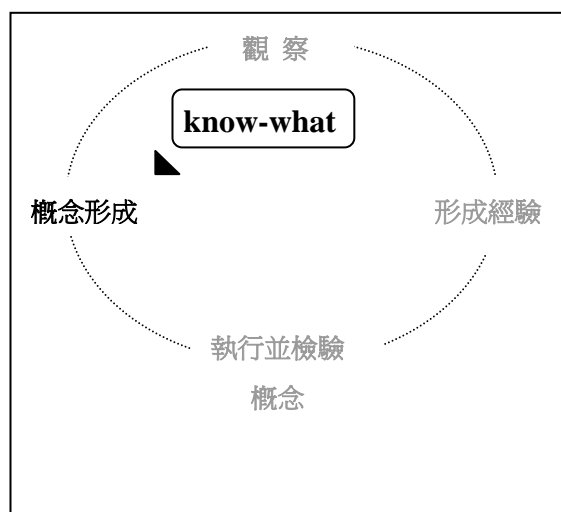 觀 察
know-what
概念形成
形成經驗
執行並檢驗
概念